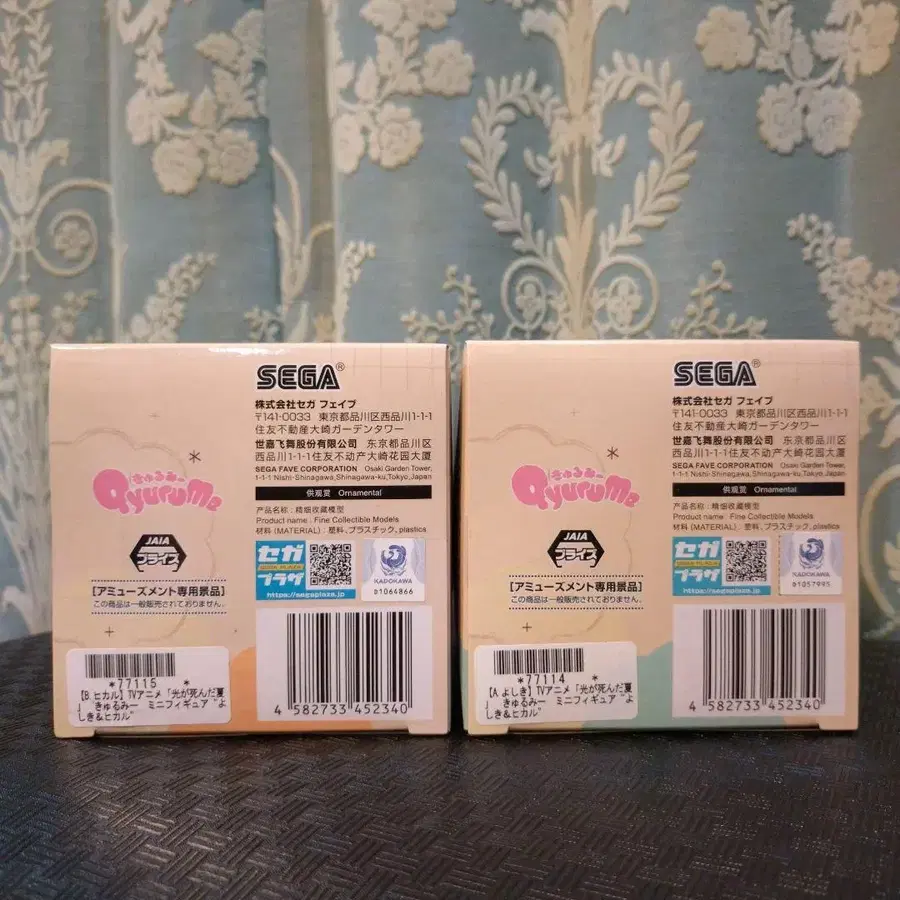 SEGA®
株式会社セガ フェイブ
〒141-0033 東京都品川区西品川1-1-1
住友不動産大崎ガーデンタワー
世嘉飞舞股份有限公司 东京都品川区
西品川1-1-1住友不动产大崎花园大厦
SEGA FAVE CORPORATION Osaki Garden Tower,
1-1-1 Nishi-Shinagawa, Shinagawa-ku, Tokyo, Japan
供观赏 Ornamental
产品名称：精细收藏模型
Product name : Fine Collectible Models
材料 (MATERIAL) : 塑料、プラスチック, plastics
きゅるみー
QyuruMe
JAIA
プライズ
【アミューズメント専用景品】
この商品は一般販売されておりません。
セガ
SEGA PLAZA
プラザ
https://segaplaza.jp
KADOKAWA
D1064866
4 582733 452340
*77115 *
【B ヒカル】TVアニメ「光が死んだ夏
」 きゅるみー ミニフィギュア "よ
しき&ヒカル"
SEGA®
株式会社セガ フェイブ
〒141-0033 東京都品川区西品川1-1-1
住友不動産大崎ガーデンタワー
世嘉飞舞股份有限公司 东京都品川区
西品川1-1-1住友不动产大崎花园大厦
SEGA FAVE CORPORATION Osaki Garden Tower,
1-1-1 Nishi-Shinagawa, Shinagawa-ku, Tokyo, Japan
供观赏 Ornamental
产品名称：精细收藏模型
Product name : Fine Collectible Models
材料 (MATERIAL) : 塑料、プラスチック, plastics
きゅるみー
QyuruMe
JAIA
プライズ
【アミューズメント専用景品】
この商品は一般販売されておりません。
セガ
SEGA PLAZA
プラザ
https://segaplaza.jp
KADOKAWA
D1057995
4 582733 452340
*77114 *
【A よしき】TVアニメ「光が死んだ夏
」 きゅるみー ミニフィギュア "よ
しき&ヒカル"